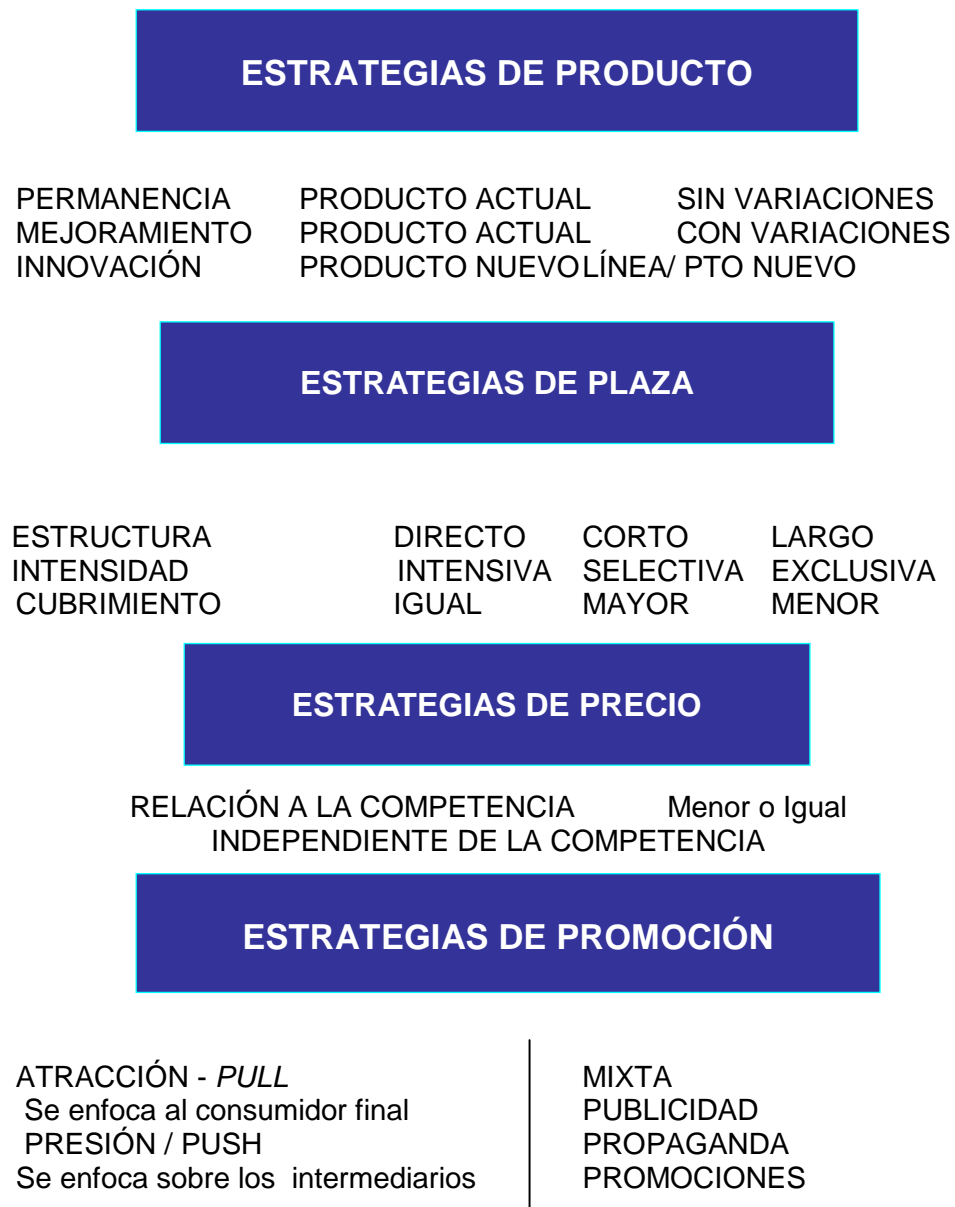 ESTRATEGIAS DE PRODUCTO
PERMANENCIA PRODUCTO ACTUAL SIN VARIACIONES
MEJORAMIENTO PRODUCTO ACTUAL CON VARIACIONES
INNOVACIÓN PRODUCTO NUEVOLÍNEA/ PTO NUEVO
ESTRATEGIAS DE PLAZA
ESTRUCTURA DIRECTO CORTO LARGO
INTENSIDAD INTENSIVA SELECTIVA EXCLUSIVA
CUBRIMIENTO IGUAL MAYOR MENOR
ESTRATEGIAS DE PRECIO
RELACIÓN A LA COMPETENCIA Menor o Igual
INDEPENDIENTE DE LA COMPETENCIA
ESTRATEGIAS DE PROMOCIÓN
ATRACCIÓN - PULL
Se enfoca al consumidor final
PRESIÓN / PUSH
Se enfoca sobre los intermediarios
MIXTA
PUBLICIDAD
PROPAGANDA
PROMOCIONES